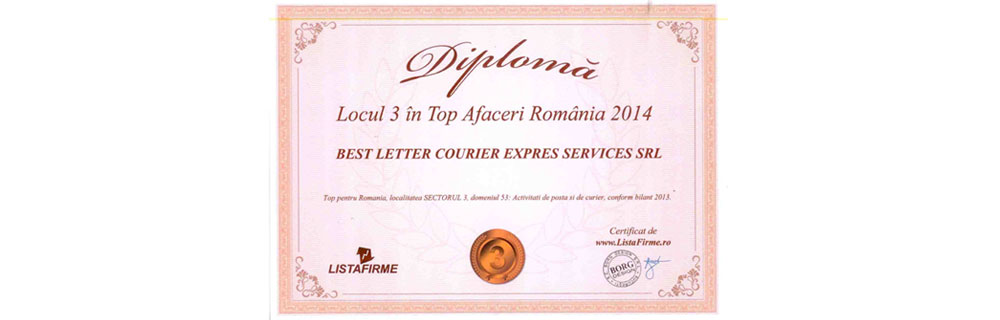 Diplomă
Locul 3 în Top Afaceri România 2014
BEST LETTER COURIER EXPRES SERVICES SRL
Top pentru Romania, localitatea SECTORUL 3, domeniul 53: Activitati de posta si de curier, conform bilant 2013.
Certificat de
www.ListaFirme.ro
LISTAFIRME
3
BORG
DESIGN